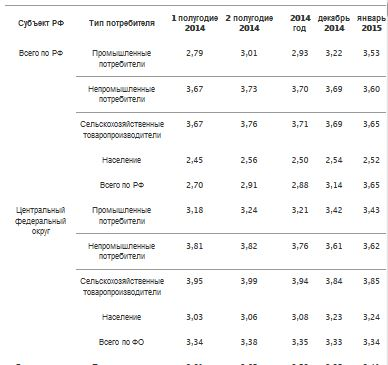 Субъект РФ Тип потребителя 1 полугодие 2 полугодие 2014 декабрь январь
2014 2014 год 2014 2015
Всего по РФ Промышленные 2,79 3,01 2,93 3,22 3,53
потребители
Непромышленные 3,67 3,73 3,70 3,69 3,60
потребители
Сельскохозяйственные 3,67 3,76 3,71 3,69 3,65
товаропроизводители
Население 2,45 2,56 2,50 2,54 2,52
Всего по РФ 2,70 2,91 2,88 3,14 3,65
Центральный Промышленные 3,18 3,24 3,21 3,42 3,43
федеральный потребители
округ
Непромышленные 3,81 3,82 3,76 3,61 3,62
потребители
Сельскохозяйственные 3,95 3,99 3,94 3,84 3,85
товаропроизводители
Население 3,03 3,06 3,08 3,23 3,24
Всего по ФО 3,34 3,38 3,35 3,33 3,34